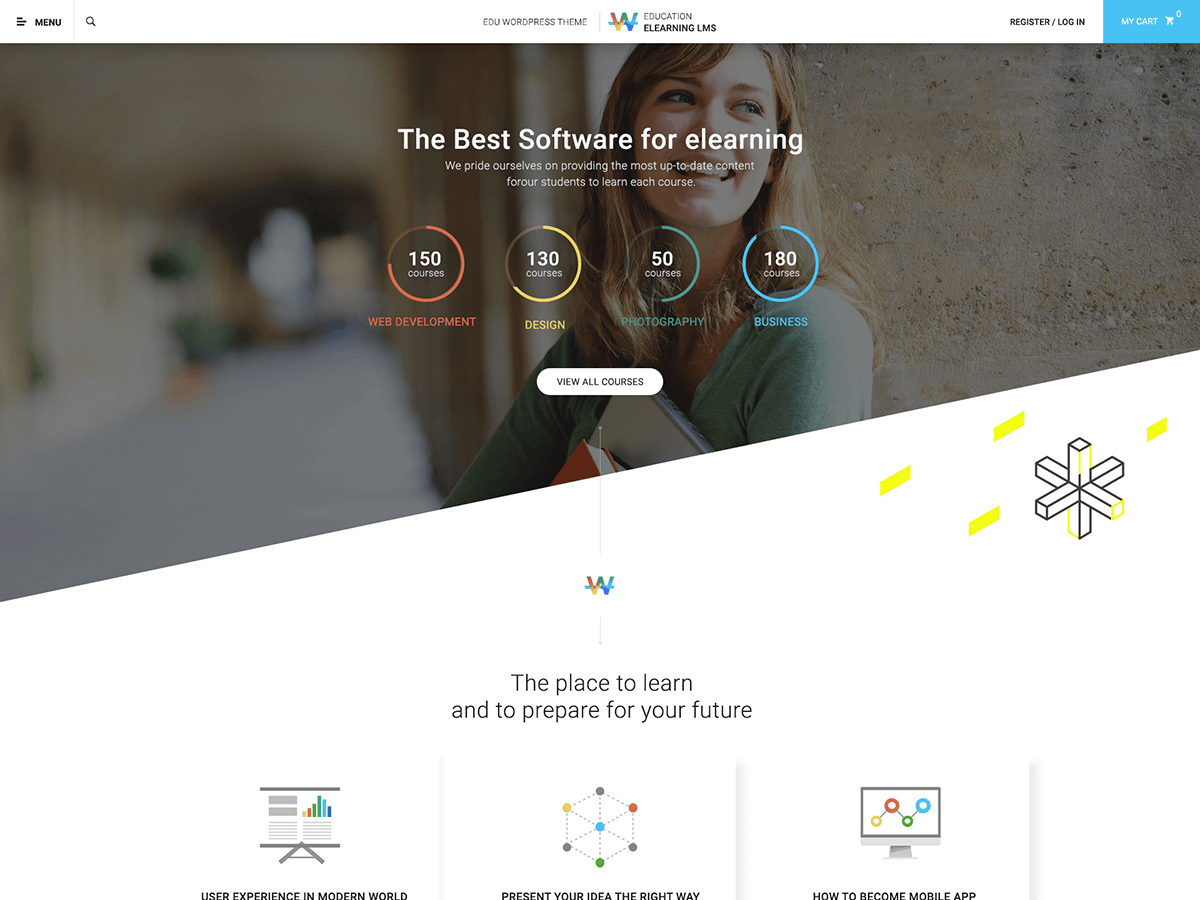 MENU
EDU WORDPRESS THEME
EDUCATION
ELEARNING LMS
REGISTER / LOG IN
MY CART 0
The Best Software for elearning
We pride ourselves on providing the most up-to-date content
forour students to learn each course.
150
courses
WEB DEVELOPMENT
130
courses
DESIGN
50
courses
PHOTOGRAPHY
180
courses
BUSINESS
VIEW ALL COURSES
The place to learn
and to prepare for your future
USER EXPERIENCE IN MODERN WORLD
PRESENT YOUR IDEA THE RIGHT WAY
HOW TO BECOME MOBILE APP